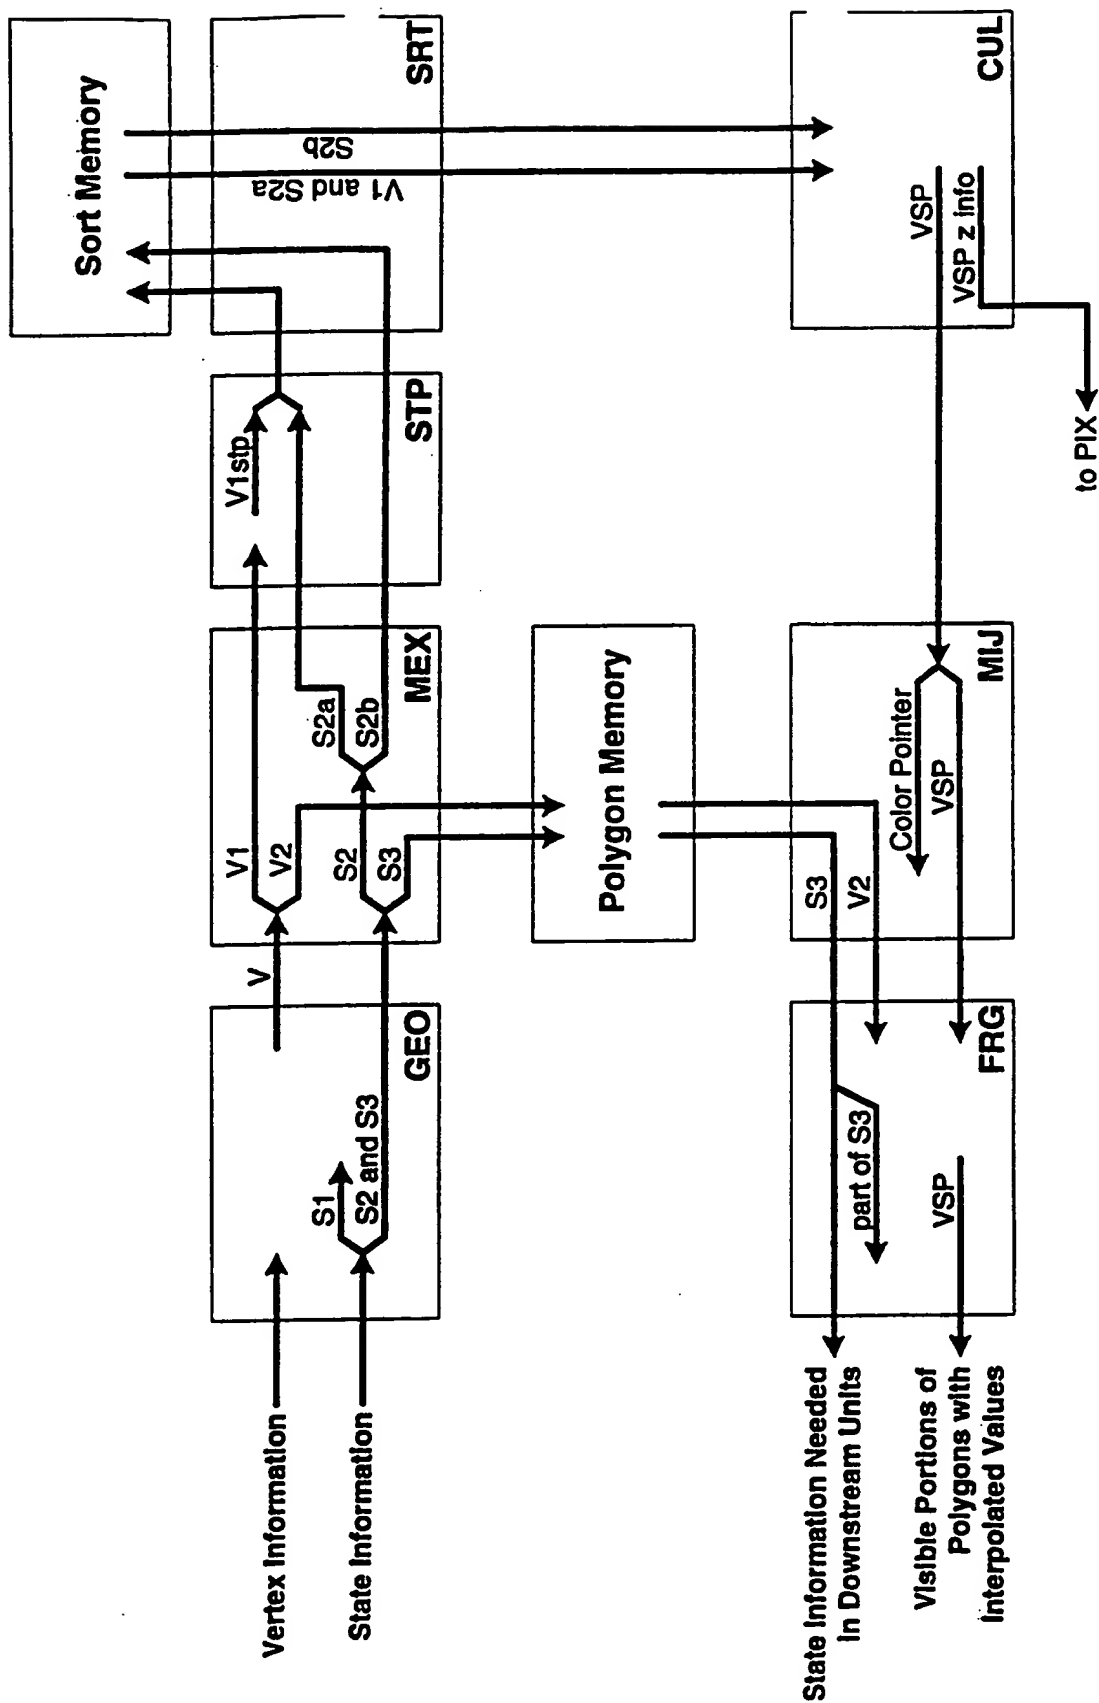 Vertex Information
State Information
S1
S2 and S3
GEO
V
V1
V2
S2
S3
S2a
S2b
MEX
V1stp
STP
Sort Memory
S2b
V1 and S2a
SRT
Polygon Memory
VSP
VSP z info
CUL
to PIX
Color Pointer
VSP
S3
V2
MIJ
part of S3
VSP
FRG
State Information Needed
In Downstream Units
Visible Portions of
Polygons with
Interpolated Values